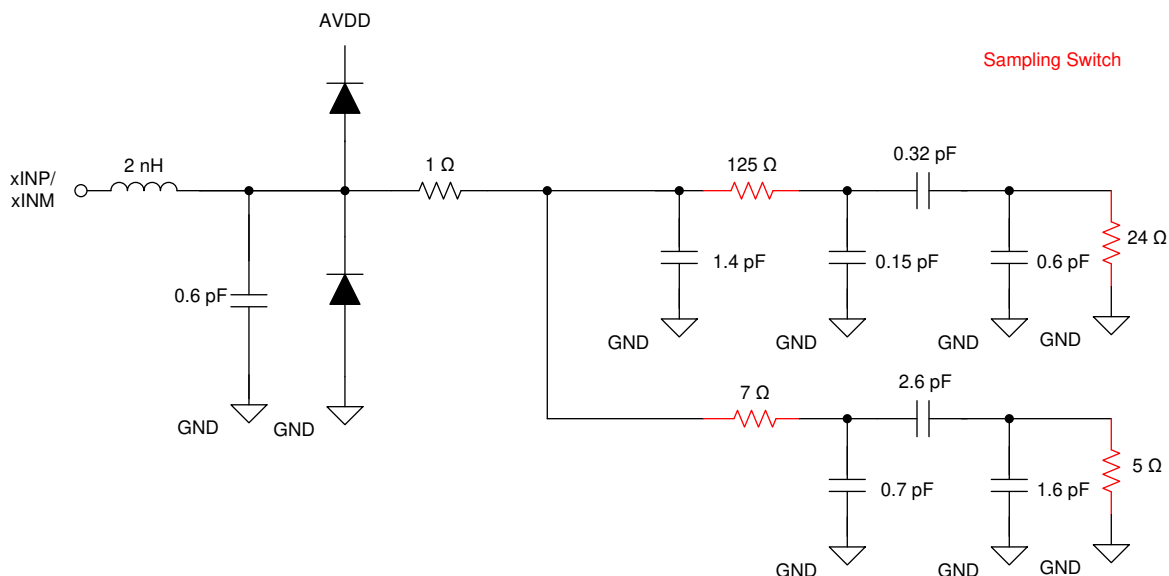 AVDD
Sampling Switch
2 nH
1 Ω
125 Ω
0.32 pF
xINP/
xINM
24 Ω
0.6 pF
1.4 pF
0.15 pF
0.6 pF
GND
GND
GND
GND
7 Ω
2.6 pF
GND
GND
5 Ω
0.7 pF
1.6 pF
GND
GND
GND